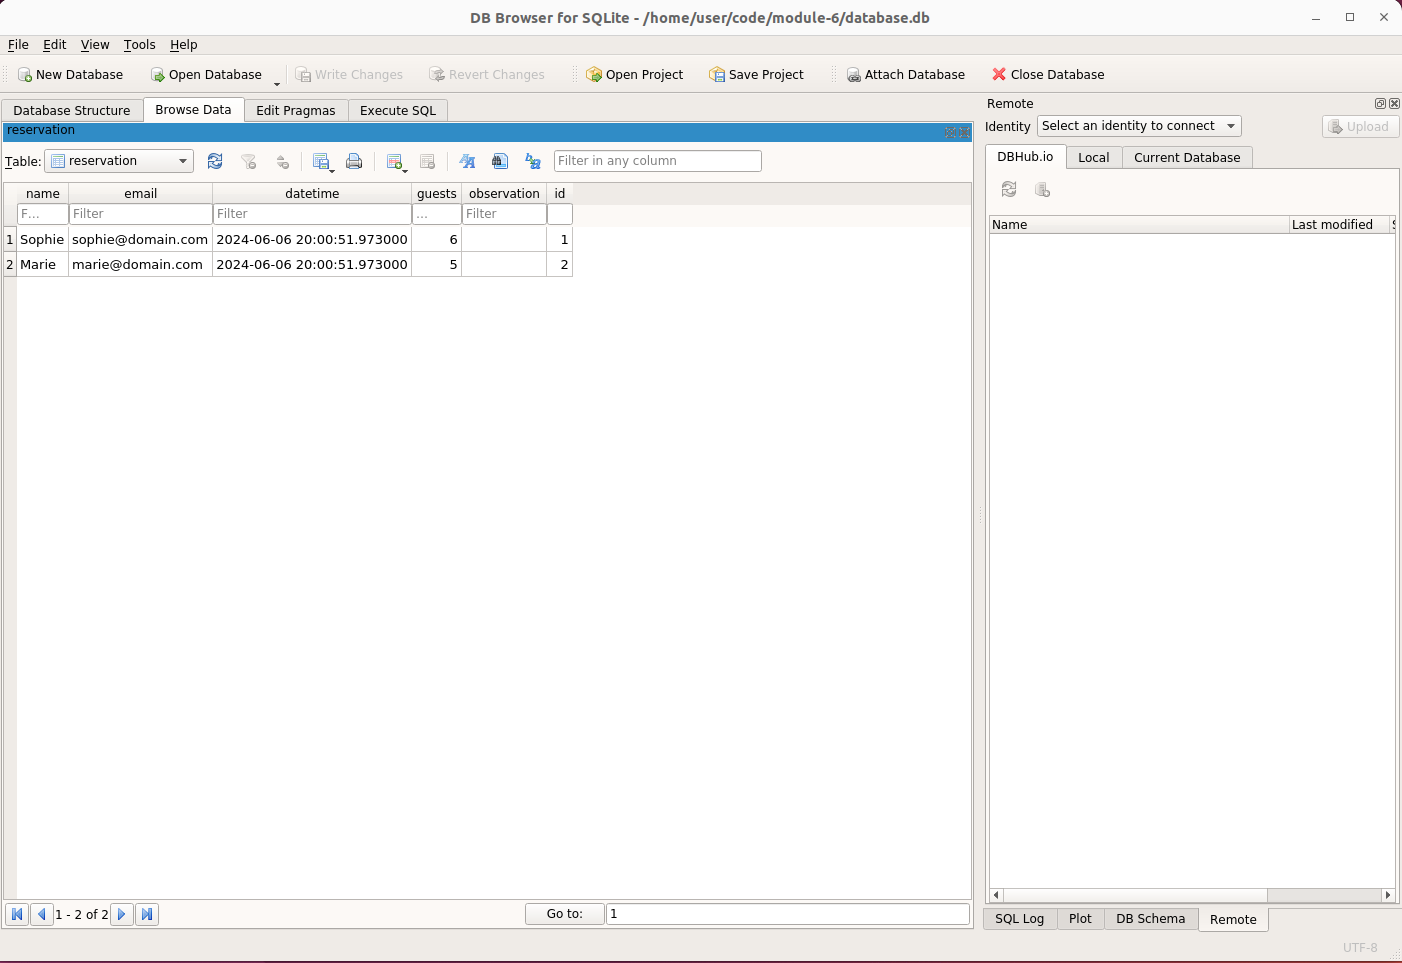 DB Browser for SQLite - /home/user/code/module-6/database.db
File Edit View Tools Help
New Database Open Database Write Changes Revert Changes Open Project Save Project Attach Database Close Database
Database Structure Browse Data Edit Pragmas Execute SQL
reservation
Table: reservation Filter in any column
name email datetime guests observation id
F... Filter Filter ... Filter
1 Sophie sophie@domain.com 2024-06-06 20:00:51.973000 6 1
2 Marie marie@domain.com 2024-06-06 20:00:51.973000 5 2
1 - 2 of 2 Go to: 1
Remote
Identity Select an identity to connect Upload
DBHub.io Local Current Database
Name Last modified
SQL Log Plot DB Schema Remote
UTF-8